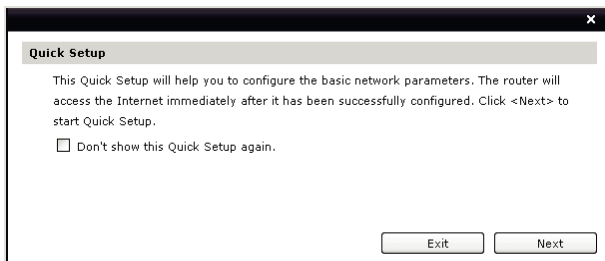 Quick Setup
This Quick Setup will help you to configure the basic network parameters. The router will
access the Internet immediately after it has been successfully configured. Click <Next> to
start Quick Setup.
Don't show this Quick Setup again.
Exit Next